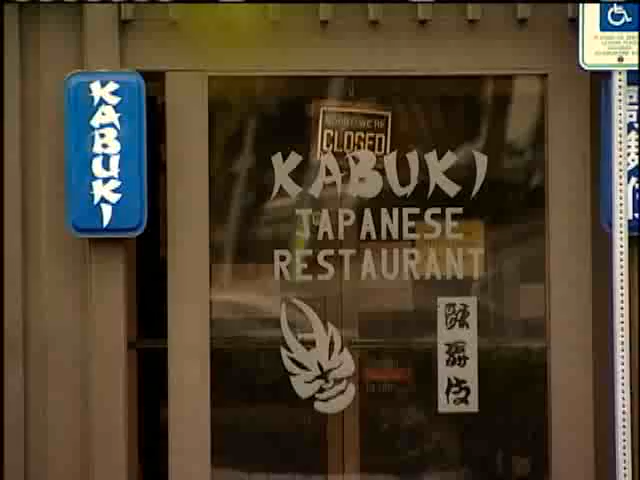 KABUKI
CLOSED
KABUKI
JAPANESE
RESTAURANT
歌舞伎